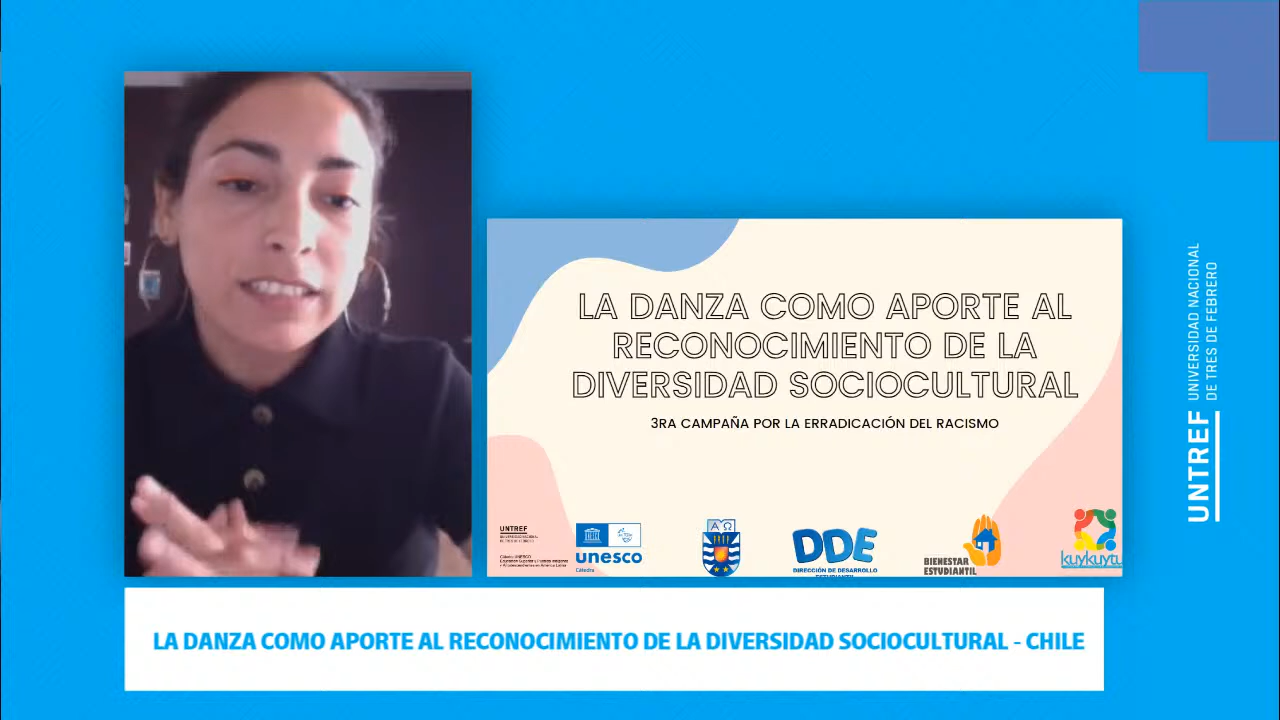 LA DANZA COMO APORTE AL
RECONOCIMIENTO DE LA
DIVERSIDAD SOCIOCULTURAL
3RA CAMPAÑA POR LA ERRADICACIÓN DEL RACISMO
UNTREF
unesco
Cátedra
DDE
DIRECCIÓN DE DESARROLLO
ESTUDIANTIL
BIENESTAR
ESTUDIANTIL
kuykuytu
LA DANZA COMO APORTE AL RECONOCIMIENTO DE LA DIVERSIDAD SOCIOCULTURAL - CHILE
UNTREF
UNIVERSIDAD NACIONAL
DE TRES DE FEBRERO